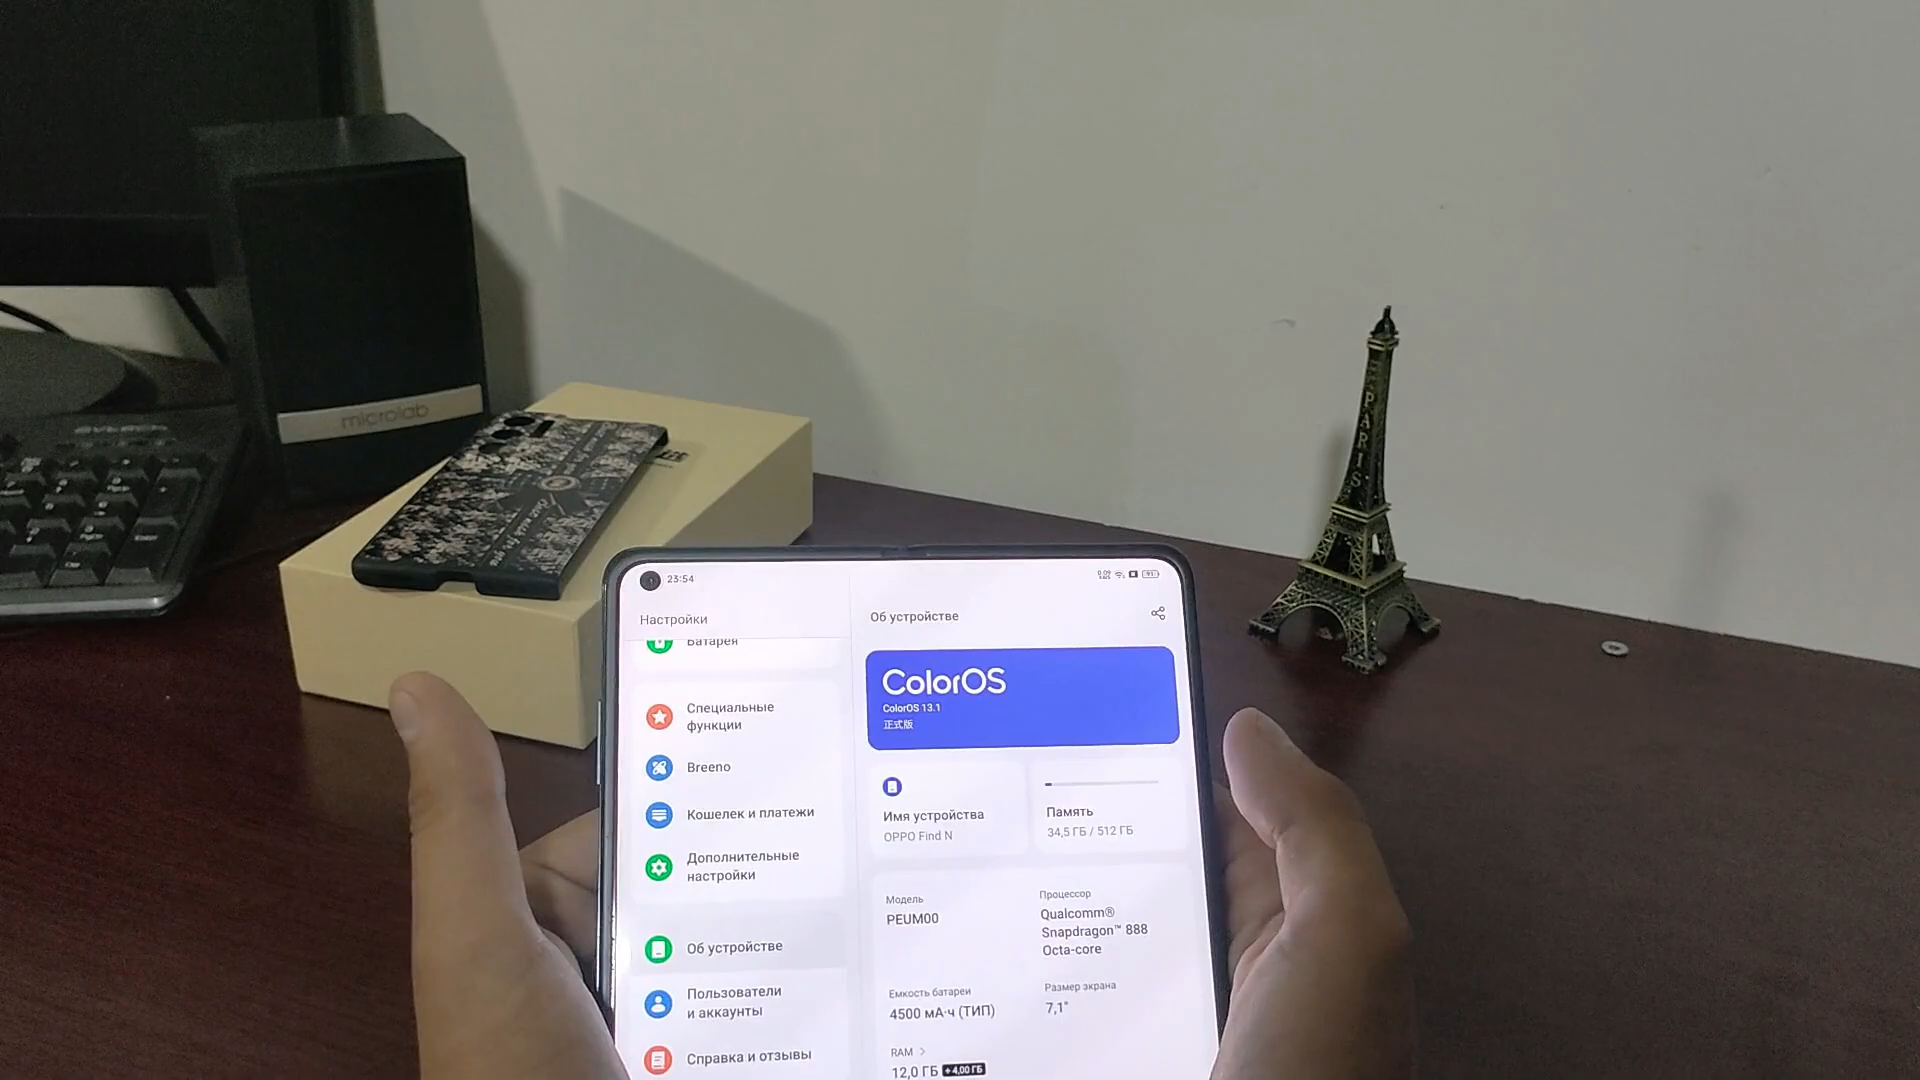 microlab
PARIS
23:54
91
Настройки
Батарея
Специальные
функции
Breeno
Кошелек и платежи
Дополнительные
настройки
Об устройстве
Пользователи
и аккаунты
Справка и отзывы
Об устройстве
ColorOS
ColorOS 13.1
正式版
Имя устройства
OPPO Find N
Память
34,5 ГБ / 512 ГБ
Модель
PEUM00
Процессор
Qualcomm®
Snapdragon™ 888
Octa-core
Емкость батареи
4500 мА·ч (ТИП)
Размер экрана
7,1"
RAM >
12,0 ГБ + 4,00 ГБ